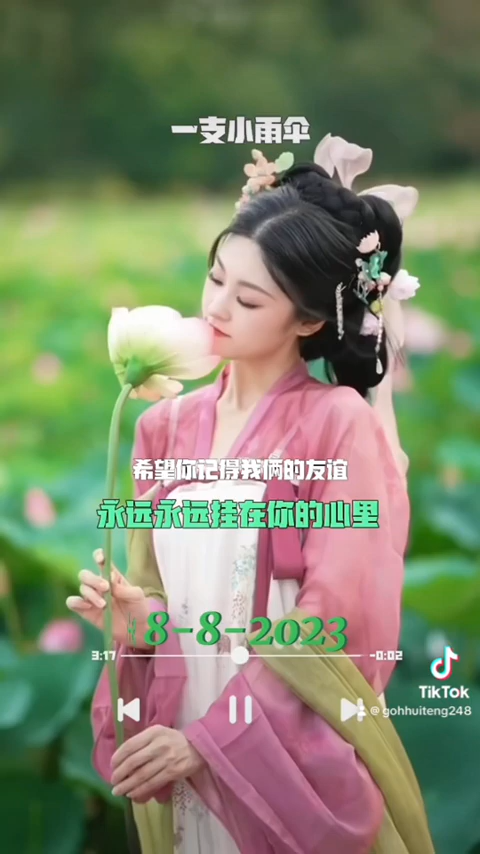 一支小雨伞
希望你记得我俩的友谊
永远永远挂在你的心里
8-8-2023
3:17
-0:02
TikTok
@gohhuiteng248